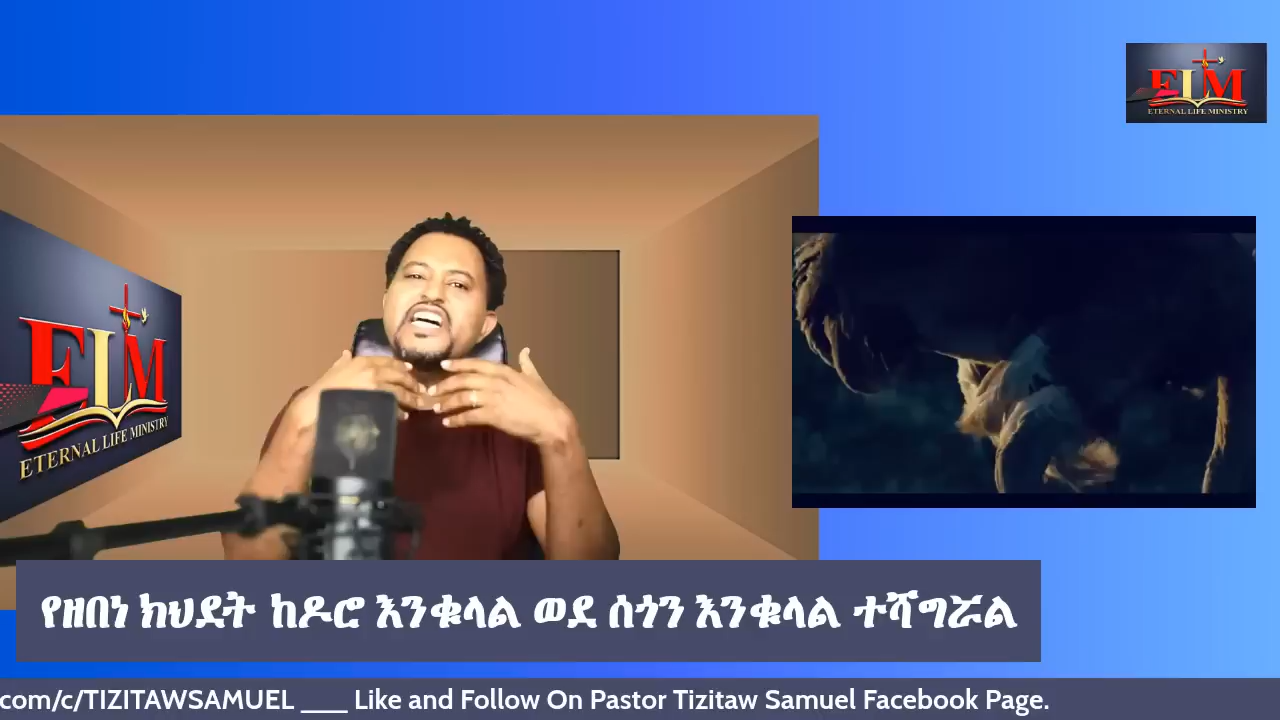 ELM
ETERNAL LIFE MINISTRY
ELM
ETERNAL LIFE MINISTRY
የዘበነ ክህደት ከዶሮ እንቁላል ወደ ሰጎን እንቁላል ተሻግሯል
com/c/TIZITAWSAMUEL ___ Like and Follow On Pastor Tizitaw Samuel Facebook Page.